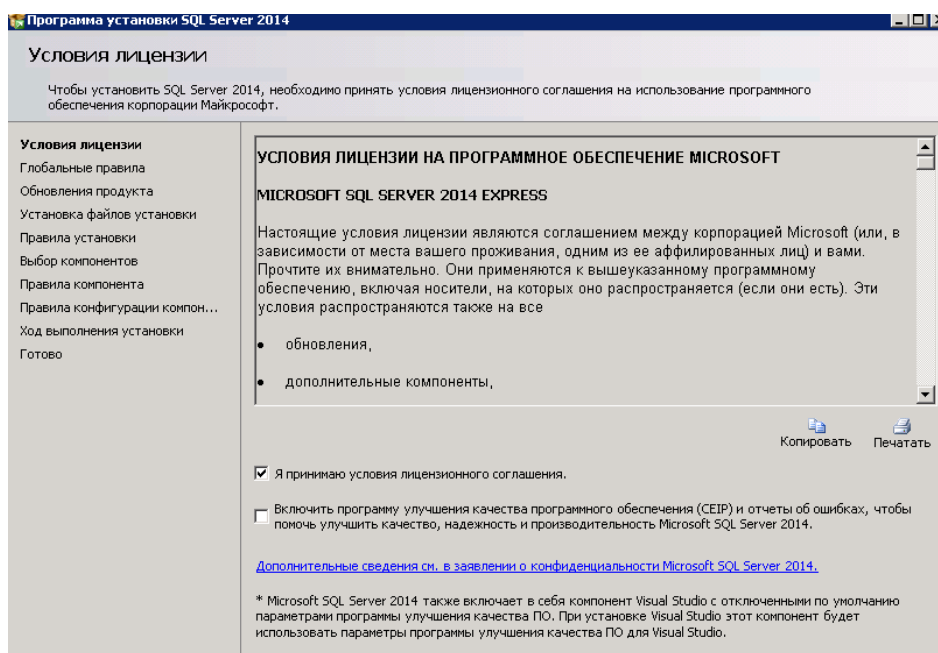 Программа установки SQL Server 2014
Условия лицензии
Чтобы установить SQL Server 2014, необходимо принять условия лицензионного соглашения на использование программного
обеспечения корпорации Майкрософт.
Условия лицензии
Глобальные правила
Обновления продукта
Установка файлов установки
Правила установки
Выбор компонентов
Правила компонента
Правила конфигурации компон...
Ход выполнения установки
Готово
УСЛОВИЯ ЛИЦЕНЗИИ НА ПРОГРАММНОЕ ОБЕСПЕЧЕНИЕ MICROSOFT
MICROSOFT SQL SERVER 2014 EXPRESS
Настоящие условия лицензии являются соглашением между корпорацией Microsoft (или, в
зависимости от места вашего проживания, одним из ее аффилированных лиц) и вами.
Прочтите их внимательно. Они применяются к вышеуказанному программному
обеспечению, включая носители, на которых оно распространяется (если они есть). Эти
условия распространяются также на все
• обновления,
• дополнительные компоненты,
Копировать Печатать
Я принимаю условия лицензионного соглашения.
Включить программу улучшения качества программного обеспечения (CEIP) и отчеты об ошибках, чтобы
помочь улучшить качество, надежность и производительность Microsoft SQL Server 2014.
Дополнительные сведения см. в заявлении о конфиденциальности Microsoft SQL Server 2014.
* Microsoft SQL Server 2014 также включает в себя компонент Visual Studio с отключенными по умолчанию
параметрами программы улучшения качества ПО. При установке Visual Studio этот компонент будет
использовать параметры программы улучшения качества ПО для Visual Studio.